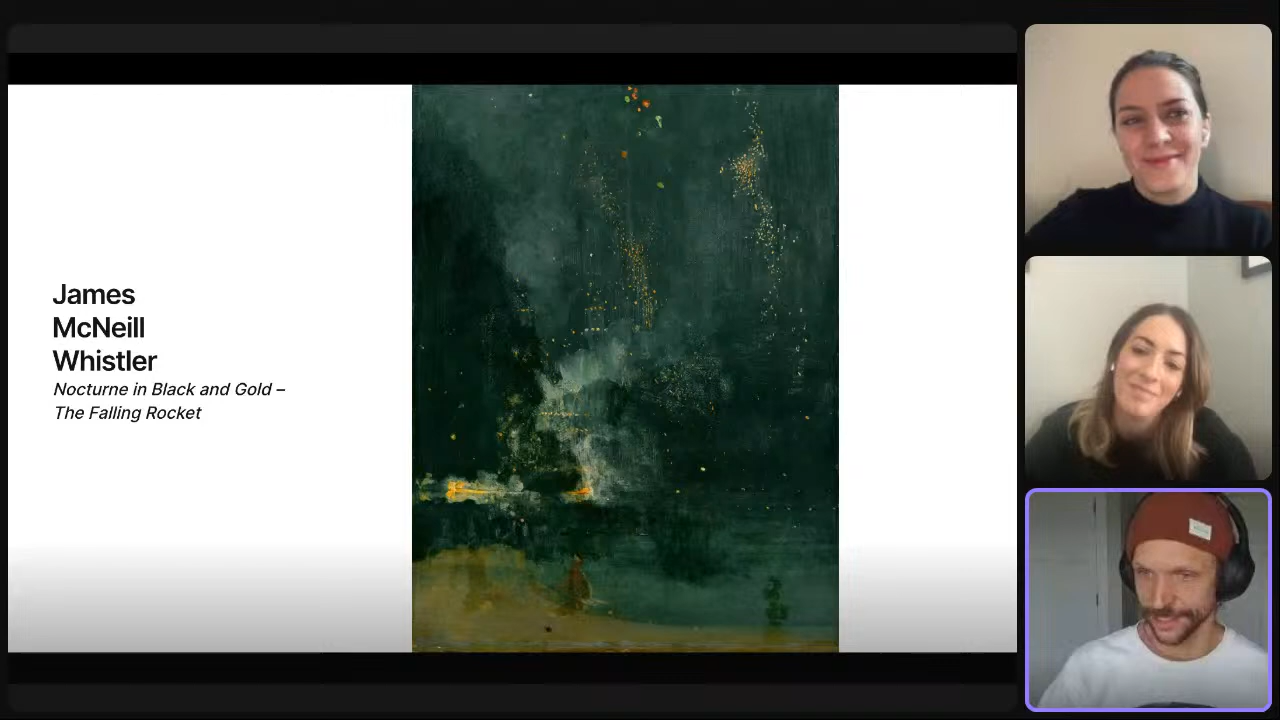 James
McNeill
Whistler
Nocturne in Black and Gold –
The Falling Rocket